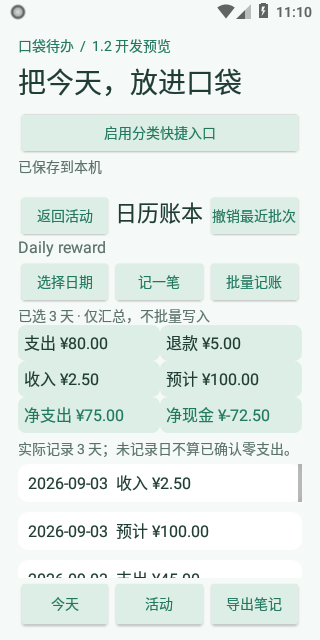 11:10
口袋待办 / 1.2 开发预览
把今天，放进口袋
启用分类快捷入口
已保存到本机
返回活动 日历账本 撤销最近批次
Daily reward
选择日期 记一笔 批量记账
已选 3 天 · 仅汇总，不批量写入
支出 ¥80.00 退款 ¥5.00
收入 ¥2.50 预计 ¥100.00
净支出 ¥75.00 净现金 ¥-72.50
实际记录 3 天；未记录日不算已确认零支出。
2026-09-03 收入 ¥2.50
2026-09-03 预计 ¥100.00
2026-09-03 支出 ¥45.00
今天 活动 导出笔记